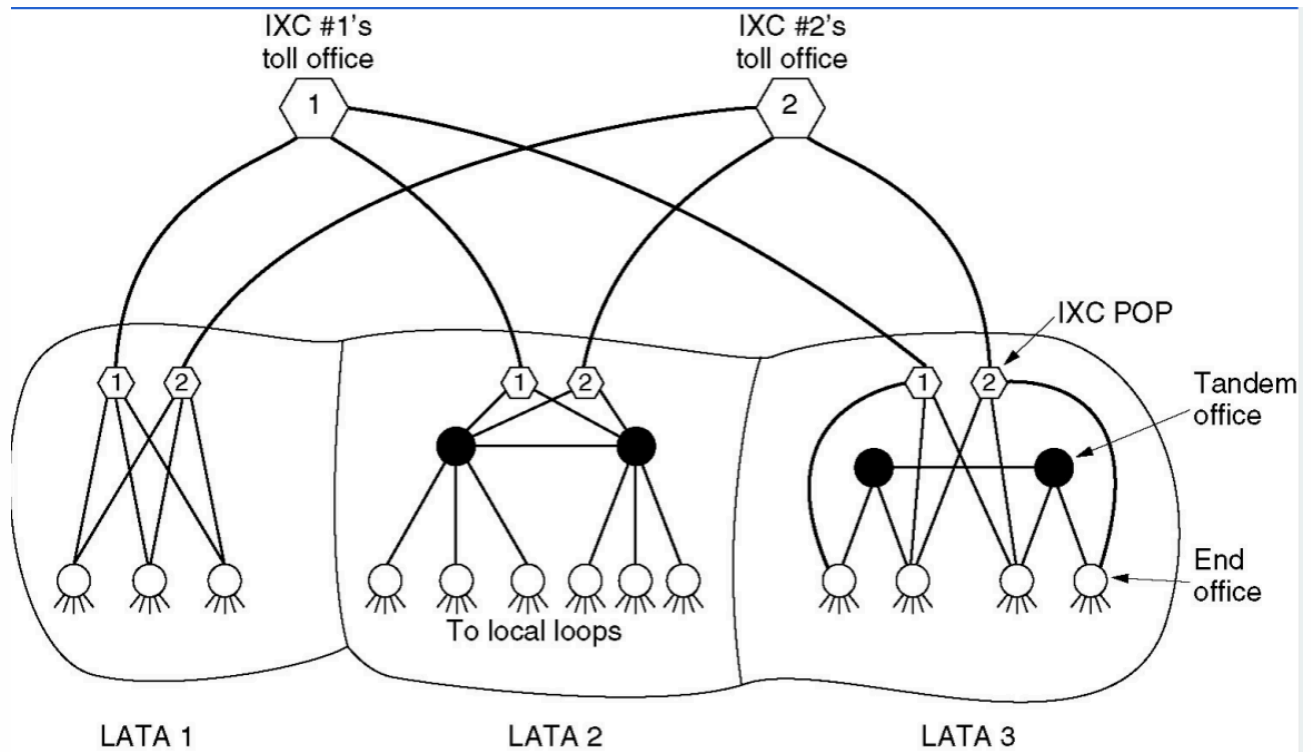 IXC #1's
toll office
IXC #2's
toll office
1
2
IXC POP
1
2
1
2
1
2
Tandem
office
End
office
To local loops
LATA 1
LATA 2
LATA 3